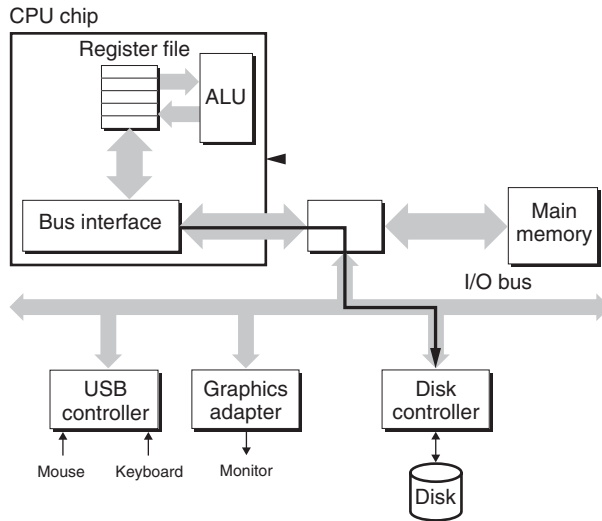 CPU chip
Register file
ALU
Bus interface
Main
memory
I/O bus
USB
controller
Graphics
adapter
Disk
controller
Mouse
Keyboard
Monitor
Disk